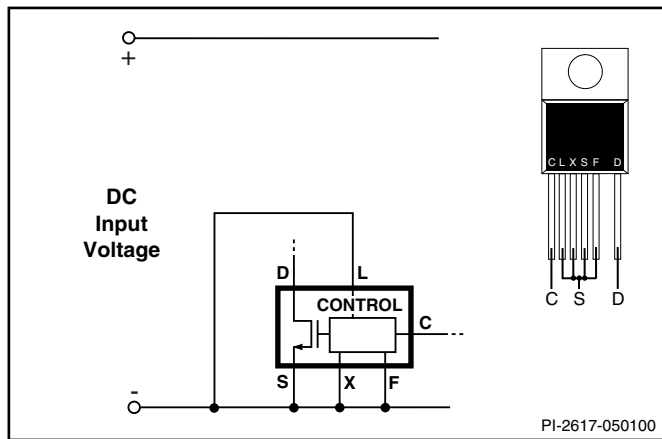 +
DC
Input
Voltage
D
L
CONTROL
C
S
X
F
-
C L X S F D
C S D
PI-2617-050100